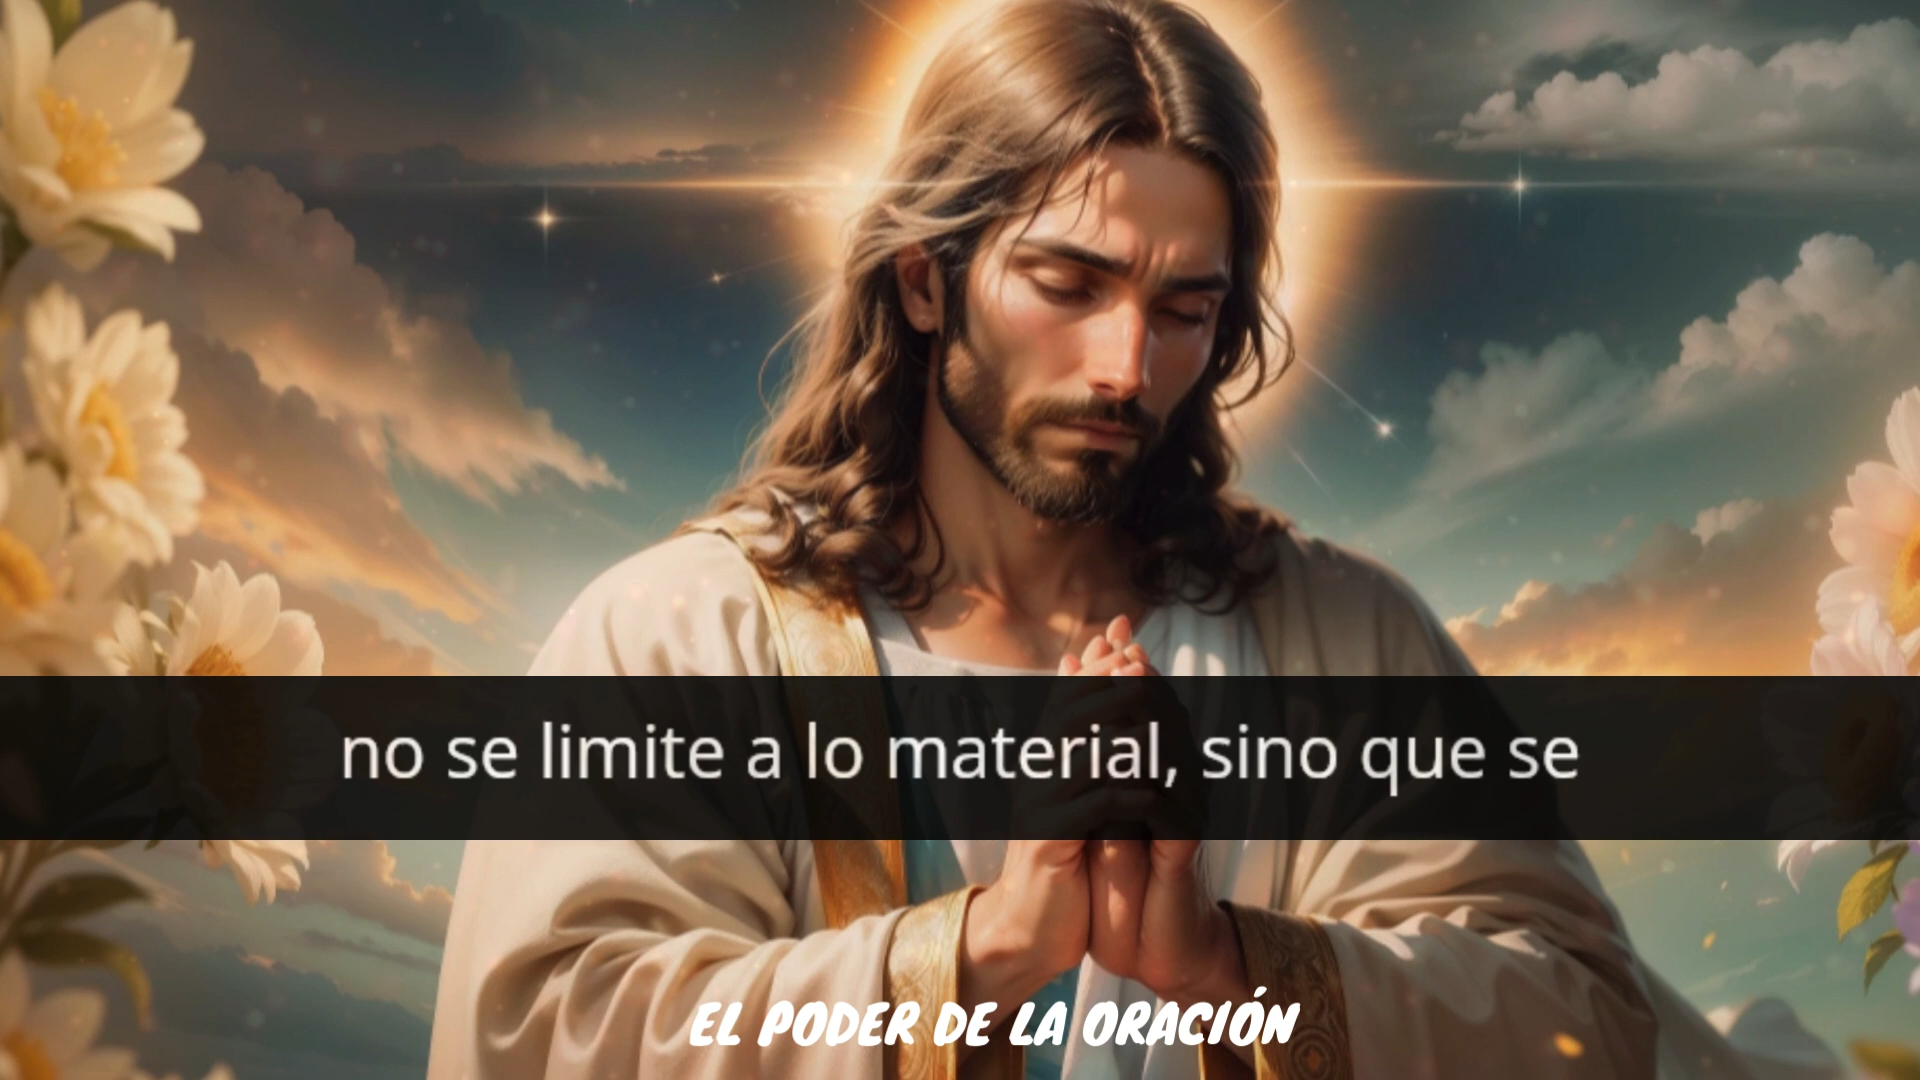 no se limite a lo material, sino que se
EL PODER DE LA ORACIÓN